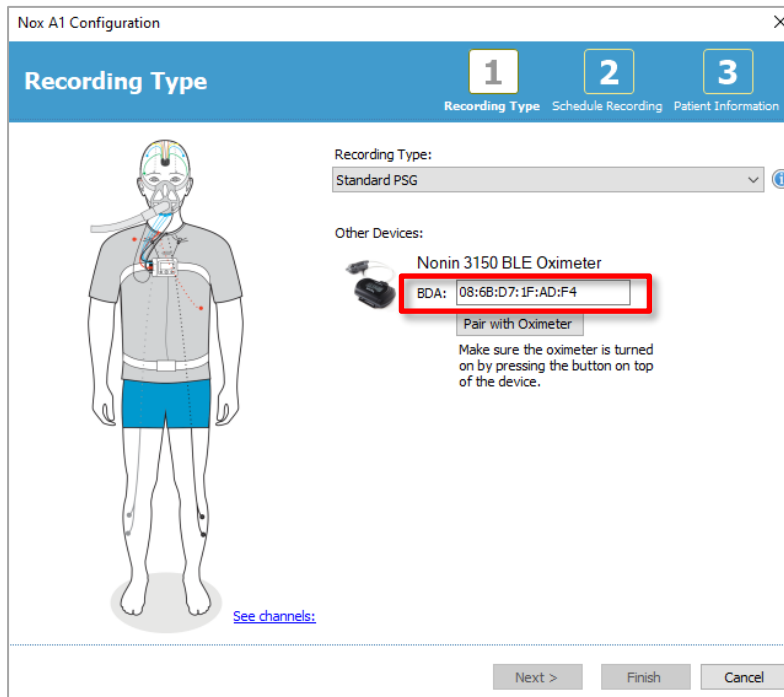 Nox A1 Configuration
Recording Type
1
Recording Type
2
Schedule Recording
3
Patient Information
Recording Type:
Standard PSG
Other Devices:
Nonin 3150 BLE Oximeter
BDA: 08:6B:D7:1F:AD:F4
Pair with Oximeter
Make sure the oximeter is turned
on by pressing the button on top
of the device.
See channels:
Next >
Finish
Cancel